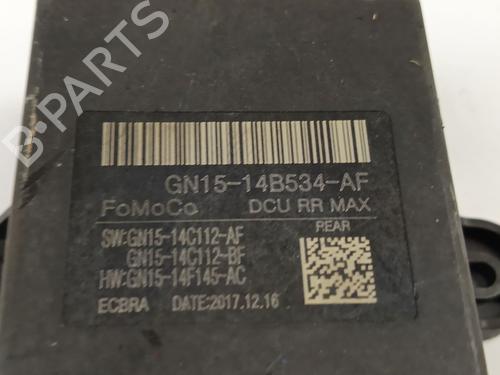 B-PARTS
GN15-14B534-AF
FoMoCo DCU RR MAX
SW:GN15-14C112-AF REAR
GN15-14C112-BF
HW:GN15-14F145-AC
ECBRA DATE:2017.12.16